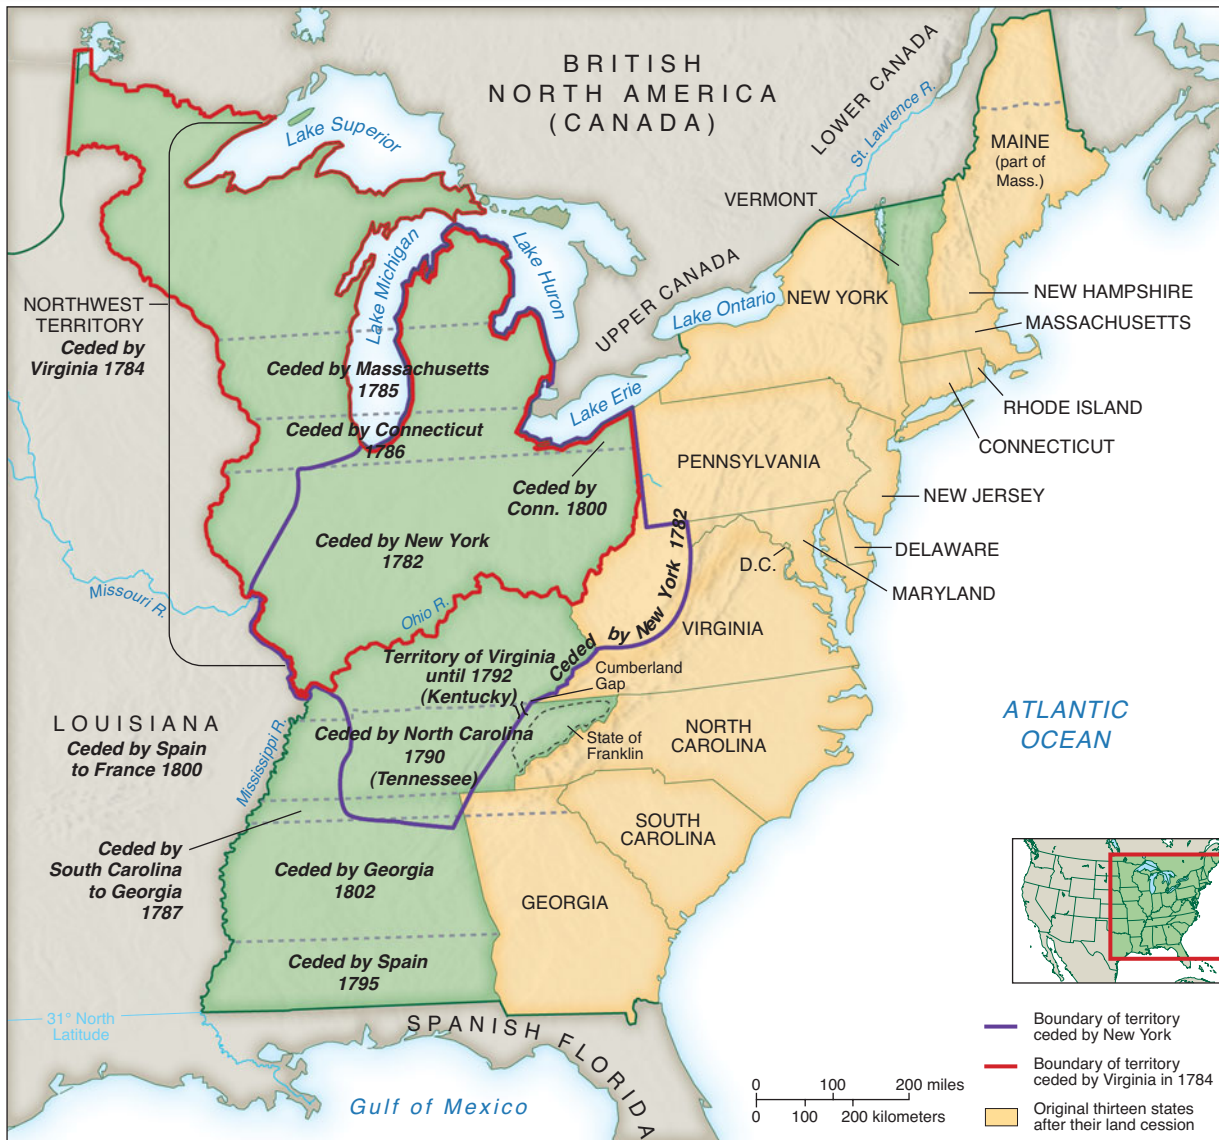 BRITISH
NORTH AMERICA
(CANADA)
LOWER CANADA
St. Lawrence R.
MAINE
(part of
Mass.)
VERMONT
Lake Superior
Lake Michigan
Lake Huron
UPPER CANADA
Lake Ontario
NEW YORK
NEW HAMPSHIRE
MASSACHUSETTS
NORTHWEST
TERRITORY
Ceded by
Virginia 1784
Ceded by Massachusetts
1785
Lake Erie
RHODE ISLAND
Ceded by Connecticut
1786
CONNECTICUT
PENNSYLVANIA
Ceded by
Conn. 1800
NEW JERSEY
Ceded by New York
1782
Ceded by New York 1782
D.C.
DELAWARE
MARYLAND
Missouri R.
Ohio R.
VIRGINIA
Territory of Virginia
until 1792
(Kentucky)
Cumberland
Gap
LOUISIANA
Ceded by Spain
to France 1800
Mississippi R.
Ceded by North Carolina
1790
(Tennessee)
State of
Franklin
NORTH
CAROLINA
ATLANTIC
OCEAN
Ceded by
South Carolina
to Georgia
1787
SOUTH
CAROLINA
Ceded by Georgia
1802
GEORGIA
Ceded by Spain
1795
31° North
Latitude
SPANISH FLORIDA
Gulf of Mexico
0 100 200 miles
0 100 200 kilometers
Boundary of territory
ceded by New York
Boundary of territory
ceded by Virginia in 1784
Original thirteen states
after their land cession